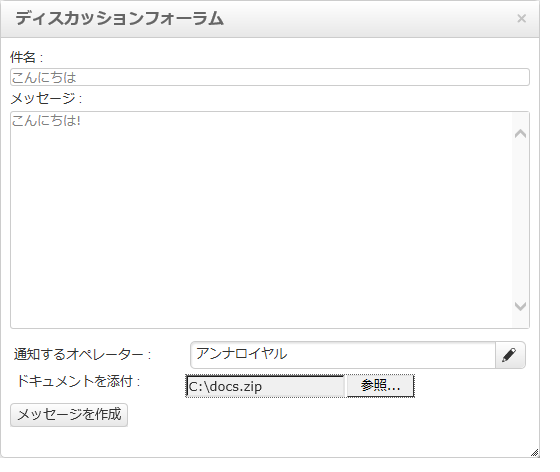 ディスカッションフォーラム ×
件名 :
こんにちは
メッセージ :
こんにちは!
通知するオペレーター : アンナロイヤル
ドキュメントを添付 : C:\docs.zip 参照...
メッセージを作成